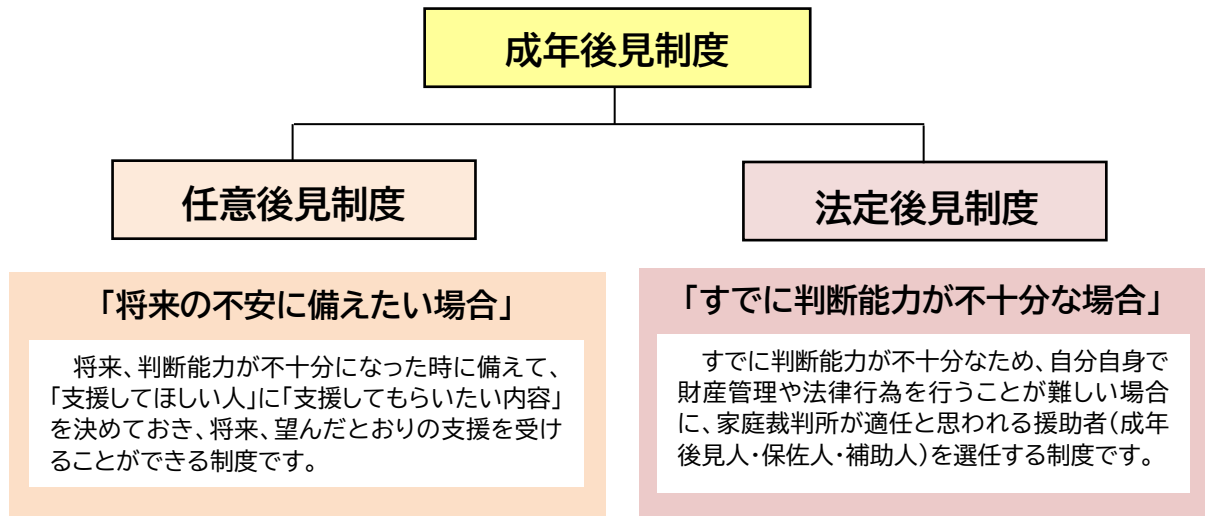 成年後見制度
任意後見制度
法定後見制度
「将来の不安に備えたい場合」
将来、判断能力が不十分になった時に備えて、
「支援してほしい人」に「支援してもらいたい内容」
を決めておき、将来、望んだとおりの支援を受け
ることができる制度です。
「すでに判断能力が不十分な場合」
すでに判断能力が不十分なため、自分自身で
財産管理や法律行為を行うことが難しい場合
に、家庭裁判所が適任と思われる援助者（成年
後見人・保佐人・補助人）を選任する制度です。